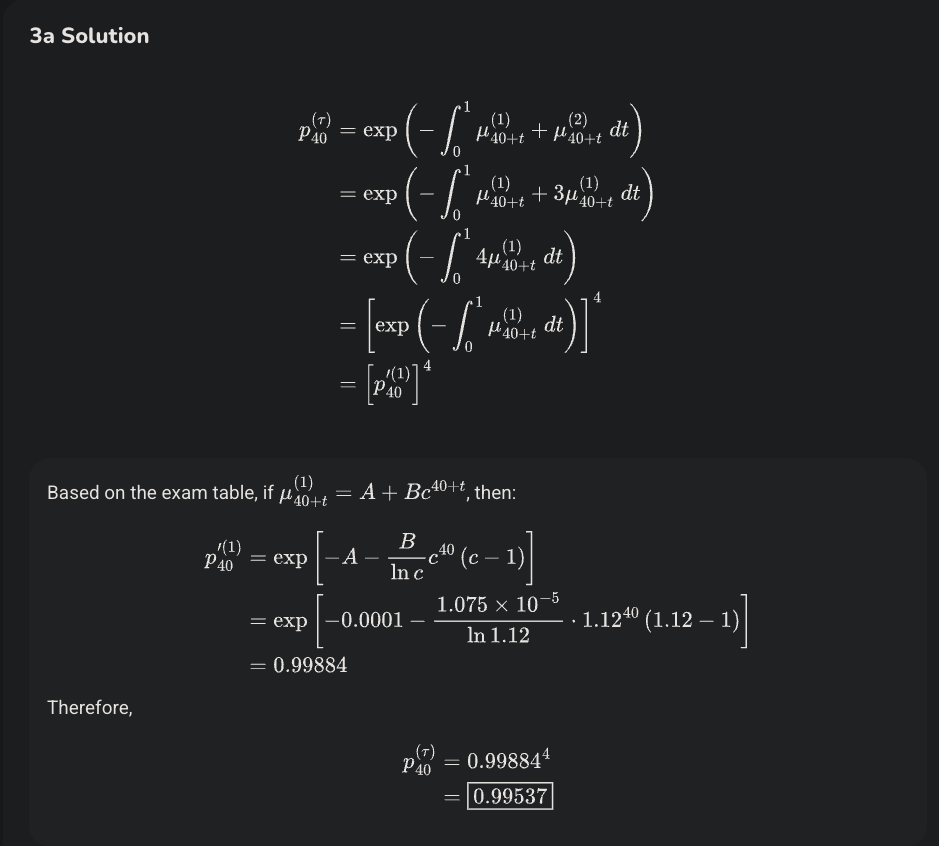 3a Solution
$p_{40}^{(\tau)} = \exp\left(-\int_0^1 \mu_{40+t}^{(1)} + \mu_{40+t}^{(2)}\, dt\right)$
$= \exp\left(-\int_0^1 \mu_{40+t}^{(1)} + 3\mu_{40+t}^{(1)}\, dt\right)$
$= \exp\left(-\int_0^1 4\mu_{40+t}^{(1)}\, dt\right)$
$= \left[\exp\left(-\int_0^1 \mu_{40+t}^{(1)}\, dt\right)\right]^4$
$= \left[p_{40}^{\prime(1)}\right]^4$
Based on the exam table, if $\mu_{40+t}^{(1)} = A + Bc^{40+t}$, then:
$p_{40}^{\prime(1)} = \exp\left[-A - \frac{B}{\ln c} c^{40} (c - 1)\right]$
$= \exp\left[-0.0001 - \frac{1.075 \times 10^{-5}}{\ln 1.12} \cdot 1.12^{40} (1.12 - 1)\right]$
$= 0.99884$
Therefore,
$p_{40}^{(\tau)} = 0.99884^4$
$= \boxed{0.99537}$